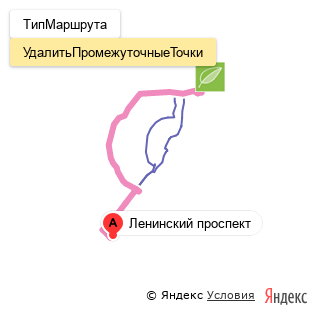 ТипМаршрута
УдалитьПромежуточныеТочки
A Ленинский проспект
© Яндекс Условия Яндекс